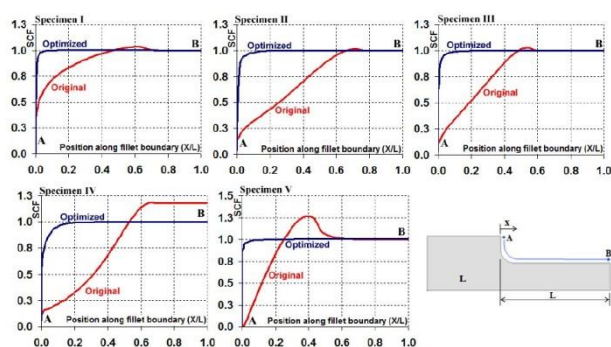 Specimen I
SCF
1.3
1.0
0.8
0.5
0.3
0.0
Optimized
Original
A
B
0.0 0.2 0.4 0.6 0.8 1.0
Position along fillet boundary (X/L)
Specimen II
SCF
1.3
1.0
0.8
0.5
0.3
0.0
Optimized
Original
A
B
0.0 0.2 0.4 0.6 0.8 1.0
Position along fillet boundary (X/L)
Specimen III
SCF
1.3
1.0
0.8
0.5
0.3
0.0
Optimized
Original
A
B
0.0 0.2 0.4 0.6 0.8 1.0
Position along fillet boundary (X/L)
Specimen IV
SCF
1.3
1.0
0.8
0.5
0.3
0.0
Optimized
Original
A
B
0.0 0.2 0.4 0.6 0.8 1.0
Position along fillet boundary (X/L)
Specimen V
SCF
1.5
1.3
1.0
0.8
0.5
0.3
0.0
Optimized
Original
A
B
0.0 0.2 0.4 0.6 0.8 1.0
Position along fillet boundary (X/L)
x
A
B
L
L